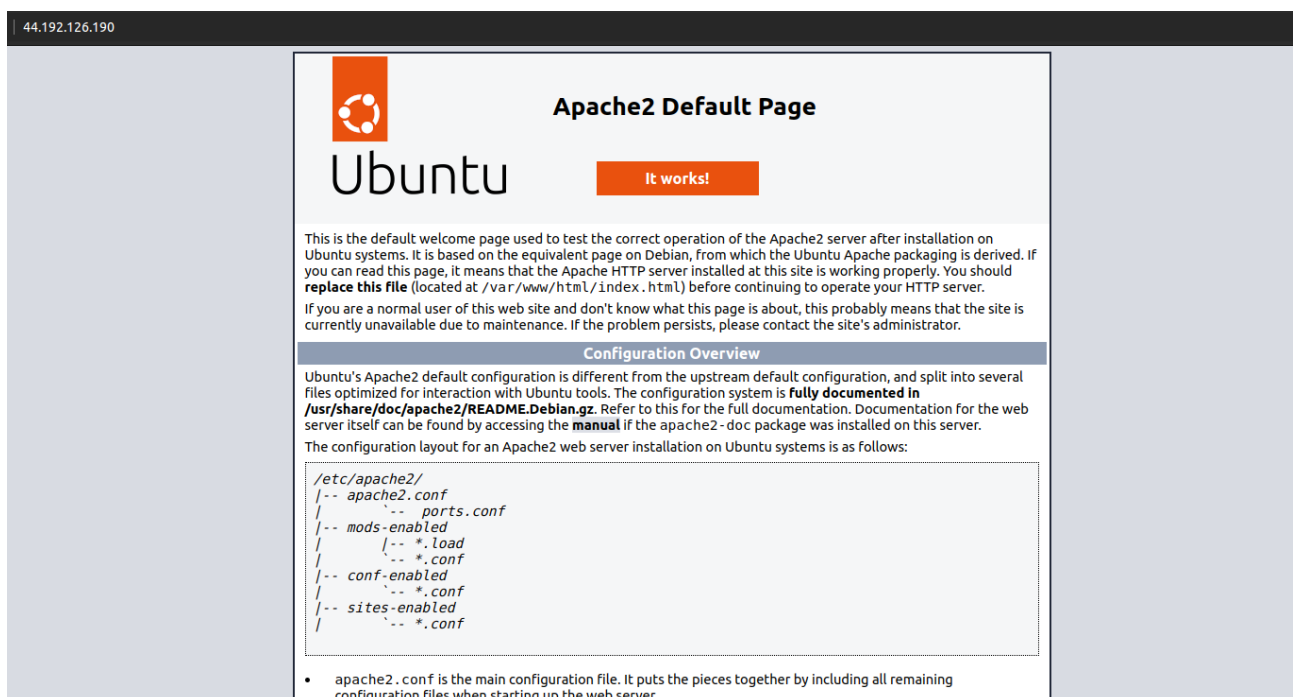 44.192.126.190
Apache2 Default Page
Ubuntu
It works!
This is the default welcome page used to test the correct operation of the Apache2 server after installation on
Ubuntu systems. It is based on the equivalent page on Debian, from which the Ubuntu Apache packaging is derived. If
you can read this page, it means that the Apache HTTP server installed at this site is working properly. You should
replace this file (located at /var/www/html/index.html) before continuing to operate your HTTP server.
If you are a normal user of this web site and don't know what this page is about, this probably means that the site is
currently unavailable due to maintenance. If the problem persists, please contact the site's administrator.
Configuration Overview
Ubuntu's Apache2 default configuration is different from the upstream default configuration, and split into several
files optimized for interaction with Ubuntu tools. The configuration system is fully documented in
/usr/share/doc/apache2/README.Debian.gz. Refer to this for the full documentation. Documentation for the web
server itself can be found by accessing the manual if the apache2-doc package was installed on this server.
The configuration layout for an Apache2 web server installation on Ubuntu systems is as follows:
/etc/apache2/
|-- apache2.conf
|       `--  ports.conf
|-- mods-enabled
|       |-- *.load
|       `-- *.conf
|-- conf-enabled
|       `-- *.conf
|-- sites-enabled
|       `-- *.conf
• apache2.conf is the main configuration file. It puts the pieces together by including all remaining
configuration files when starting up the web server.